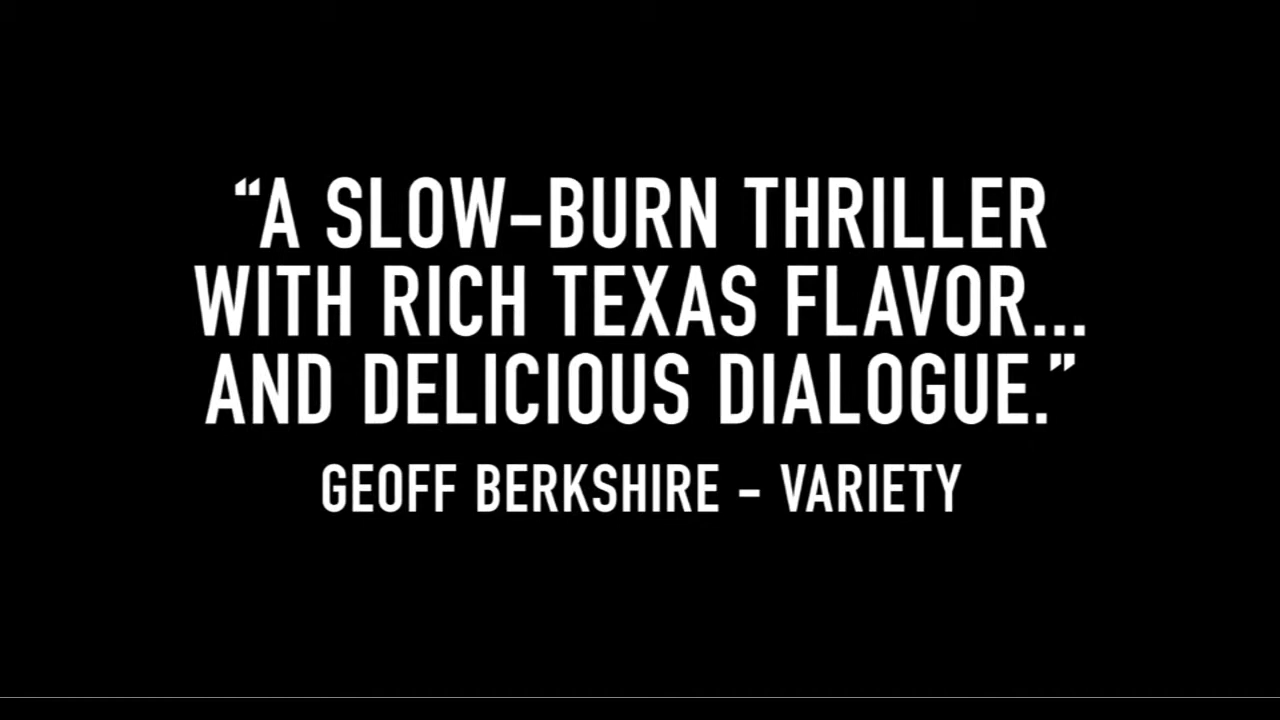 “A SLOW-BURN THRILLER
WITH RICH TEXAS FLAVOR...
AND DELICIOUS DIALOGUE.”
GEOFF BERKSHIRE - VARIETY